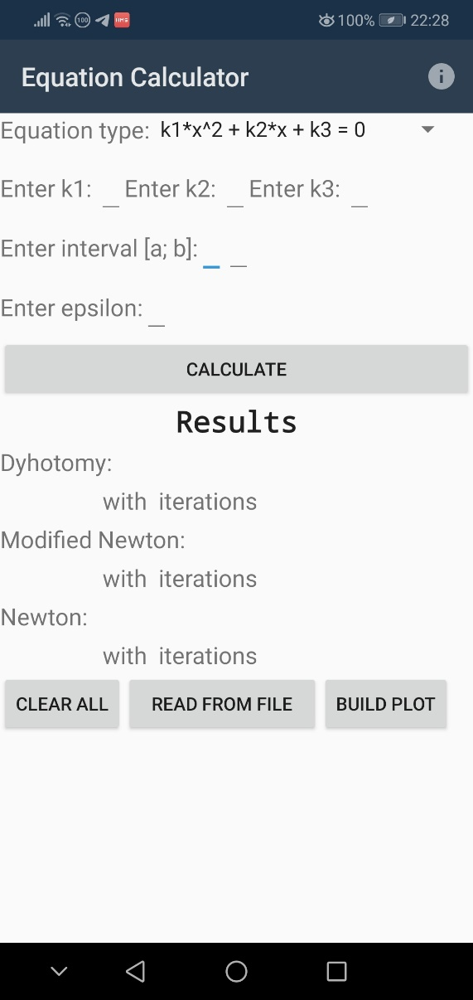 100 HMS 100% 22:28
Equation Calculator i
Equation type: k1*x^2 + k2*x + k3 = 0
Enter k1: _ Enter k2: _ Enter k3: _
Enter interval [a; b]: _ _
Enter epsilon: _
CALCULATE
Results
Dyhotomy:
with iterations
Modified Newton:
with iterations
Newton:
with iterations
CLEAR ALL READ FROM FILE BUILD PLOT